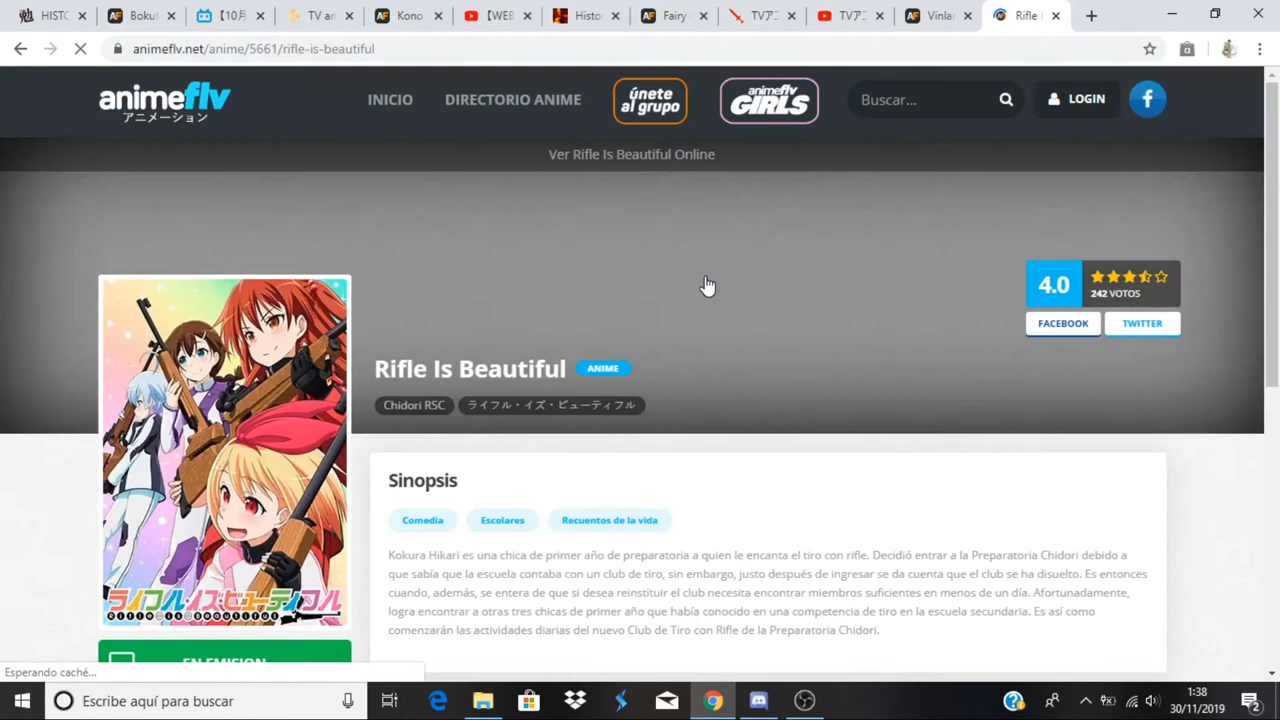 HISTO
Boku
【10月
TV an
Kono
【WEB
Histo
Fairy
TVア
TVアニ
Vinlan
Rifle
animeflv.net/anime/5661/rifle-is-beautiful
animeflv
アニメーション
INICIO
DIRECTORIO ANIME
únete
al grupo
animeflv
GIRLS
Buscar...
LOGIN
Ver Rifle Is Beautiful Online
4.0
242 VOTOS
FACEBOOK
TWITTER
Rifle Is Beautiful
ANIME
Chidori RSC
ライフル・イズ・ビューティフル
ライフル・イズ・ビューティフル
Rifle is beautiful
Sinopsis
Comedia
Escolares
Recuentos de la vida
Kokura Hikari es una chica de primer año de preparatoria a quien le encanta el tiro con rifle. Decidió entrar a la Preparatoria Chidori debido a
que sabía que la escuela contaba con un club de tiro, sin embargo, justo después de ingresar se da cuenta que el club se ha disuelto. Es entonces
cuando, además, se entera de que si desea reinstituir el club necesita encontrar miembros suficientes en menos de un día. Afortunadamente,
logra encontrar a otras tres chicas de primer año que había conocido en una competencia de tiro en la escuela secundaria. Es así como
comenzarán las actividades diarias del nuevo Club de Tiro con Rifle de la Preparatoria Chidori.
EN EMISION
Esperando caché...
Escribe aquí para buscar
1:38
30/11/2019
2